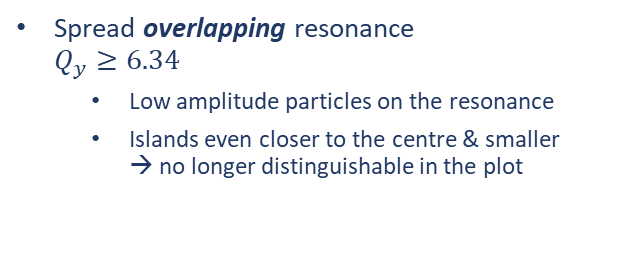 • Spread overlapping resonance
Qy ≥ 6.34
• Low amplitude particles on the resonance
• Islands even closer to the centre & smaller
→ no longer distinguishable in the plot